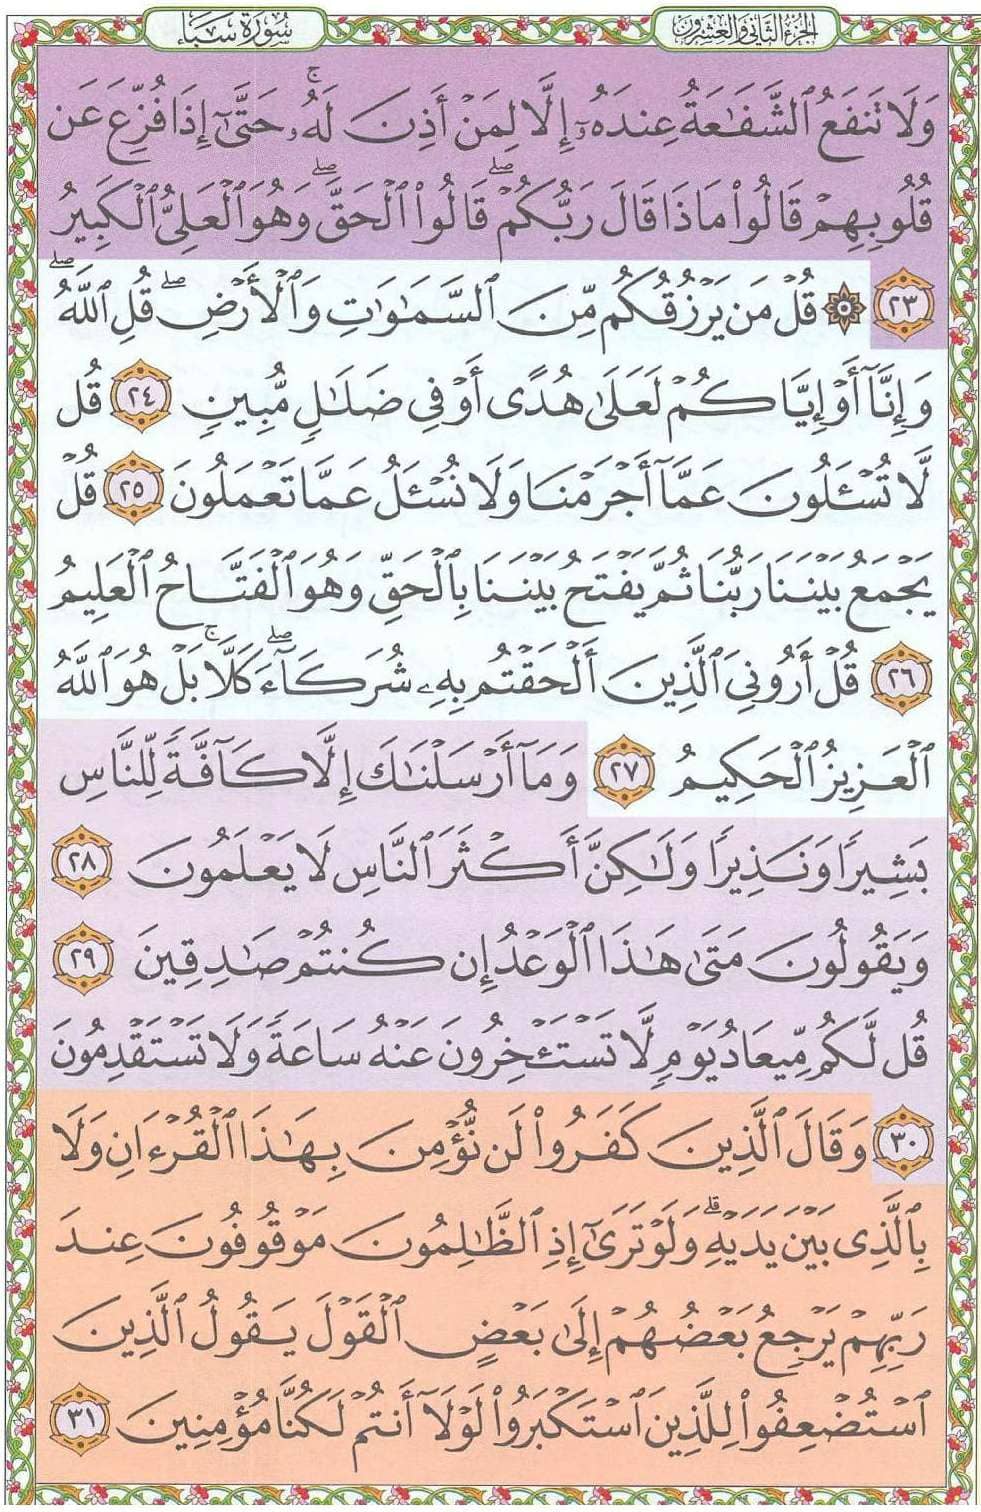 الجزء الثاني والعشرون
سورة سبأ
وَلَا تَنفَعُ ٱلشَّفَٰعَةُ عِندَهُۥٓ إِلَّا لِمَنْ أَذِنَ لَهُۥۚ حَتَّىٰٓ إِذَا فُزِّعَ عَن
قُلُوبِهِمْ قَالُوا۟ مَاذَا قَالَ رَبُّكُمْۖ قَالُوا۟ ٱلْحَقَّۖ وَهُوَ ٱلْعَلِىُّ ٱلْكَبِيرُ
٢٣ ۞ قُلْ مَن يَرْزُقُكُم مِّنَ ٱلسَّمَٰوَٰتِ وَٱلْأَرْضِۖ قُلِ ٱللَّهُۖ
وَإِنَّآ أَوْ إِيَّاكُمْ لَعَلَىٰ هُدًى أَوْ فِى ضَلَٰلٍ مُّبِينٍ ٢٤ قُل
لَّا تُسْـَٔلُونَ عَمَّآ أَجْرَمْنَا وَلَا نُسْـَٔلُ عَمَّا تَعْمَلُونَ ٢٥ قُلْ
يَجْمَعُ بَيْنَنَا رَبُّنَا ثُمَّ يَفْتَحُ بَيْنَنَا بِٱلْحَقِّ وَهُوَ ٱلْفَتَّاحُ ٱلْعَلِيمُ
٢٦ قُلْ أَرُونِىَ ٱلَّذِينَ أَلْحَقْتُم بِهِۦ شُرَكَآءَۖ كَلَّاۚ بَلْ هُوَ ٱللَّهُ
ٱلْعَزِيزُ ٱلْحَكِيمُ ٢٧ وَمَآ أَرْسَلْنَٰكَ إِلَّا كَآفَّةً لِّلنَّاسِ
بَشِيرًا وَنَذِيرًا وَلَٰكِنَّ أَكْثَرَ ٱلنَّاسِ لَا يَعْلَمُونَ ٢٨
وَيَقُولُونَ مَتَىٰ هَٰذَا ٱلْوَعْدُ إِن كُنتُمْ صَٰدِقِينَ ٢٩
قُل لَّكُم مِّيعَادُ يَوْمٍ لَّا تَسْتَـْٔخِرُونَ عَنْهُ سَاعَةً وَلَا تَسْتَقْدِمُونَ
٣٠ وَقَالَ ٱلَّذِينَ كَفَرُوا۟ لَن نُّؤْمِنَ بِهَٰذَا ٱلْقُرْءَانِ وَلَا
بِٱلَّذِى بَيْنَ يَدَيْهِۗ وَلَوْ تَرَىٰٓ إِذِ ٱلظَّٰلِمُونَ مَوْقُوفُونَ عِندَ
رَبِّهِمْ يَرْجِعُ بَعْضُهُمْ إِلَىٰ بَعْضٍ ٱلْقَوْلَ يَقُولُ ٱلَّذِينَ
ٱسْتُضْعِفُوا۟ لِلَّذِينَ ٱسْتَكْبَرُوا۟ لَوْلَآ أَنتُمْ لَكُنَّا مُؤْمِنِينَ ٣١